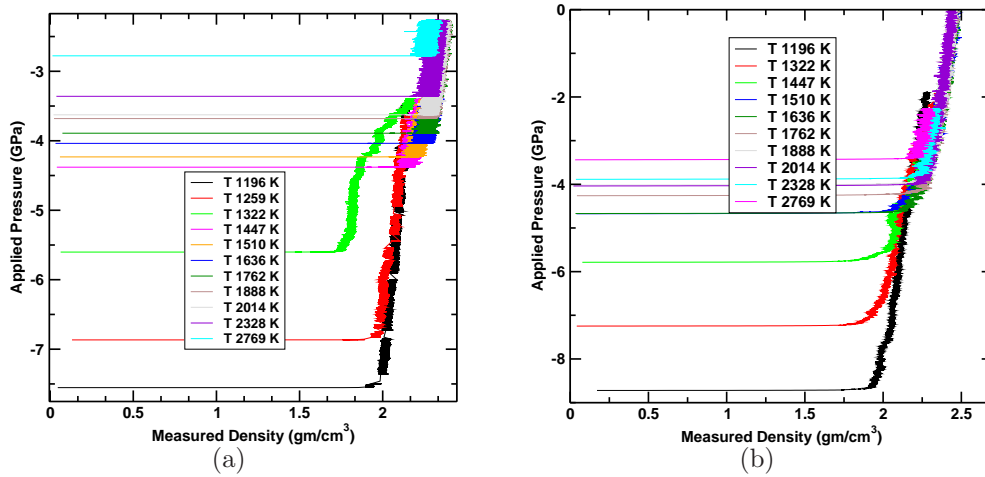 -3
-4
-5
-6
-7
Applied Pressure (GPa)
T 1196 K
T 1259 K
T 1322 K
T 1447 K
T 1510 K
T 1636 K
T 1762 K
T 1888 K
T 2014 K
T 2328 K
T 2769 K
0 0.5 1 1.5 2
Measured Density (gm/cm³)
(a)
0
-2
-4
-6
-8
Applied Pressure (GPa)
T 1196 K
T 1322 K
T 1447 K
T 1510 K
T 1636 K
T 1762 K
T 1888 K
T 2014 K
T 2328 K
T 2769 K
0 0.5 1 1.5 2 2.5
Measured Density (gm/cm³)
(b)